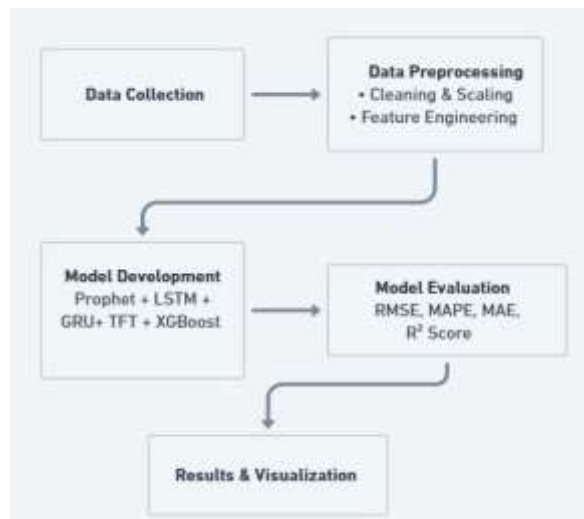 Data Collection
Data Preprocessing
• Cleaning & Scaling
• Feature Engineering
Model Development
Prophet + LSTM +
GRU+ TFT + XGBoost
Model Evaluation
RMSE, MAPE, MAE,
R² Score
Results & Visualization